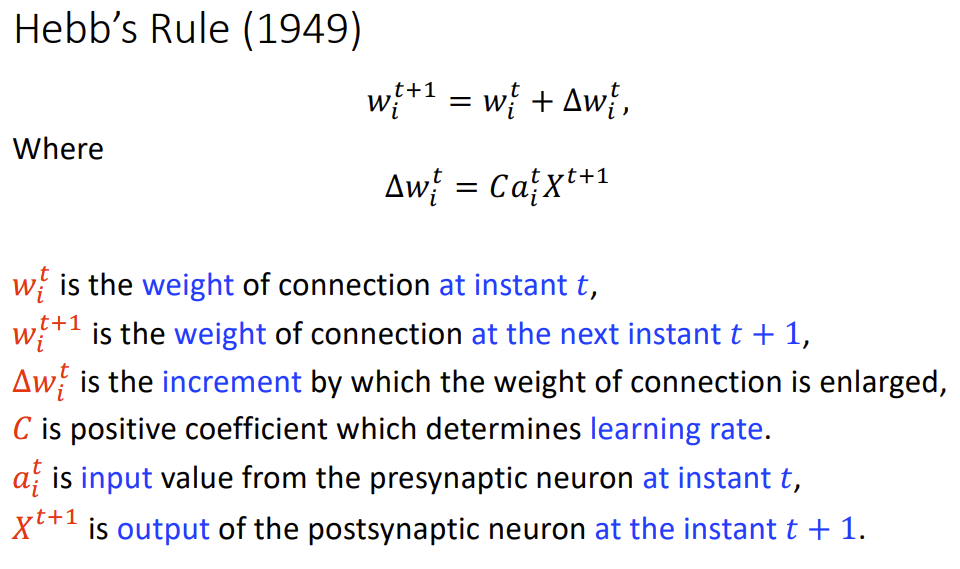 Hebb’s Rule (1949)
$w_i^{t+1} = w_i^t + \Delta w_i^t,$
Where
$\Delta w_i^t = C a_i^t X^{t+1}$
$w_i^t$ is the weight of connection at instant $t$,
$w_i^{t+1}$ is the weight of connection at the next instant $t + 1$,
$\Delta w_i^t$ is the increment by which the weight of connection is enlarged,
$C$ is positive coefficient which determines learning rate.
$a_i^t$ is input value from the presynaptic neuron at instant $t$,
$X^{t+1}$ is output of the postsynaptic neuron at the instant $t + 1$.